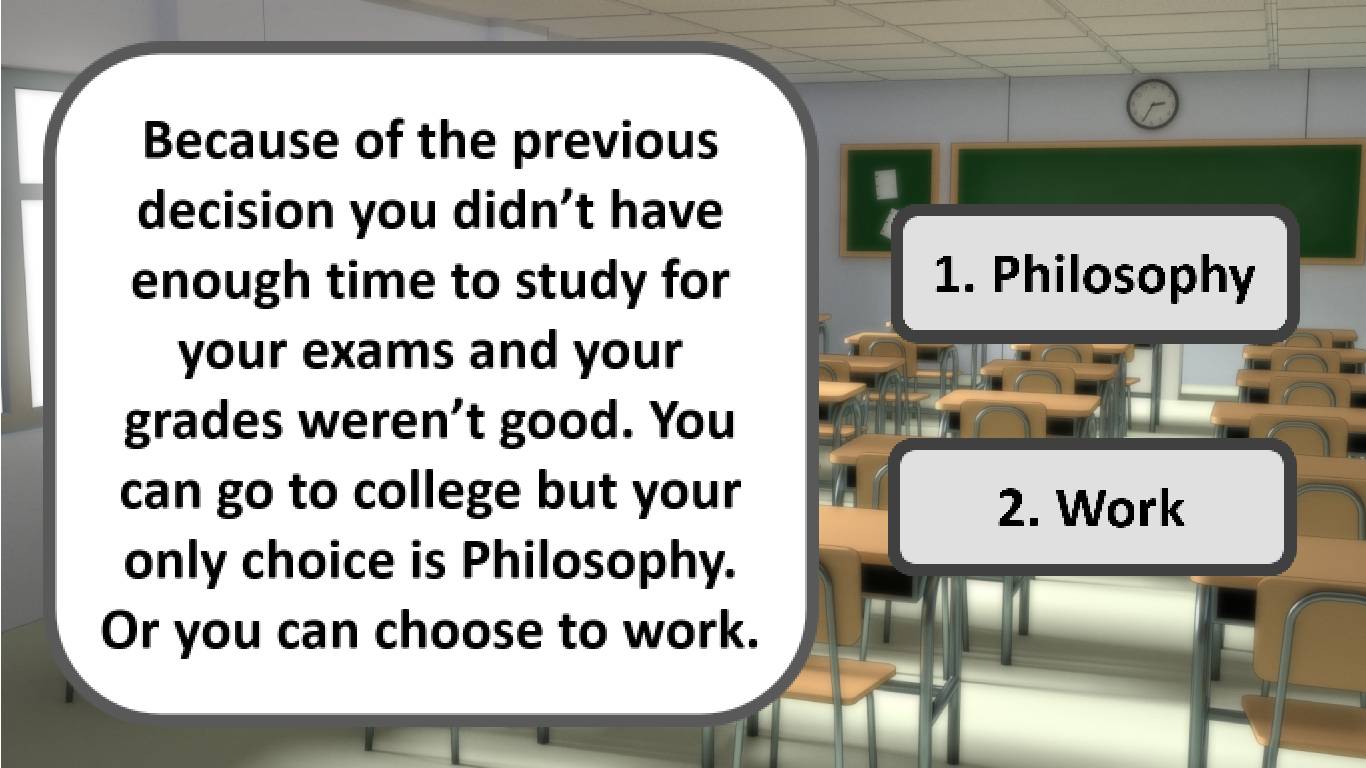 Because of the previous
decision you didn’t have
enough time to study for
your exams and your
grades weren’t good. You
can go to college but your
only choice is Philosophy.
Or you can choose to work.
1. Philosophy
2. Work